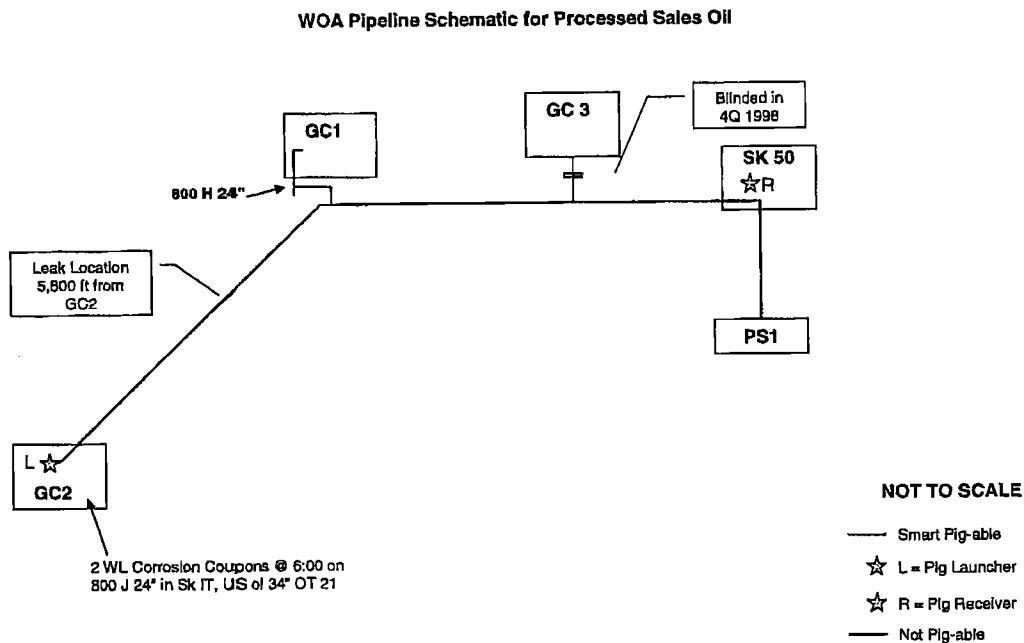 WOA Pipeline Schematic for Processed Sales Oil
GC1
GC 3
Blinded in
4Q 1998
SK 50
R
800 H 24"
Leak Location
5,800 ft from
GC2
PS1
L
GC2
2 WL Corrosion Coupons @ 6:00 on
800 J 24" in Sk IT, US of 34" OT 21
NOT TO SCALE
Smart Pig-able
L = Pig Launcher
R = Pig Receiver
Not Pig-able